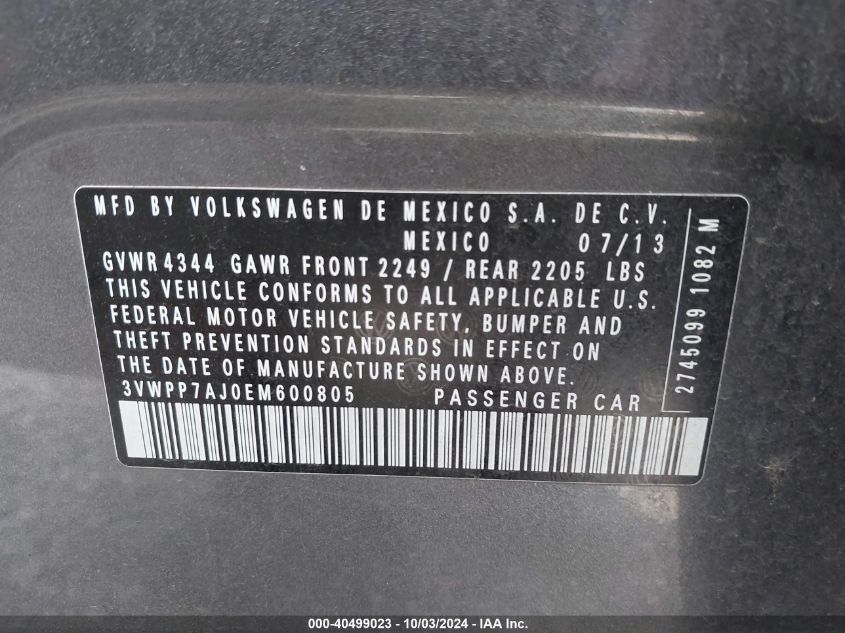 MFD BY VOLKSWAGEN DE MEXICO S.A. DE C.V.
MEXICO 07/13
GVWR 4344 GAWR FRONT 2249 / REAR 2205 LBS
THIS VEHICLE CONFORMS TO ALL APPLICABLE U.S.
FEDERAL MOTOR VEHICLE SAFETY, BUMPER AND
THEFT PREVENTION STANDARDS IN EFFECT ON
THE DATE OF MANUFACTURE SHOWN ABOVE.
3VWPP7AJ0EM600805 PASSENGER CAR
2745099 1082 M
000-40499023 - 10/03/2024 - IAA Inc.